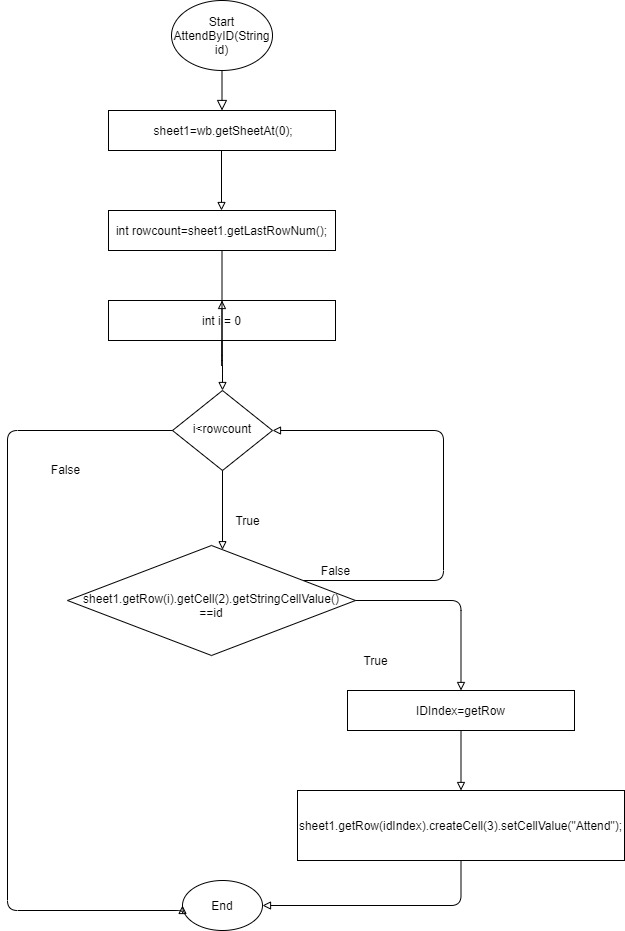 Start
AttendByID(String
id)
sheet1=wb.getSheetAt(0);
int rowcount=sheet1.getLastRowNum();
int i = 0
i<rowcount
False
True
False
sheet1.getRow(i).getCell(2).getStringCellValue()
==id
True
IDIndex=getRow
sheet1.getRow(idIndex).createCell(3).setCellValue("Attend");
End